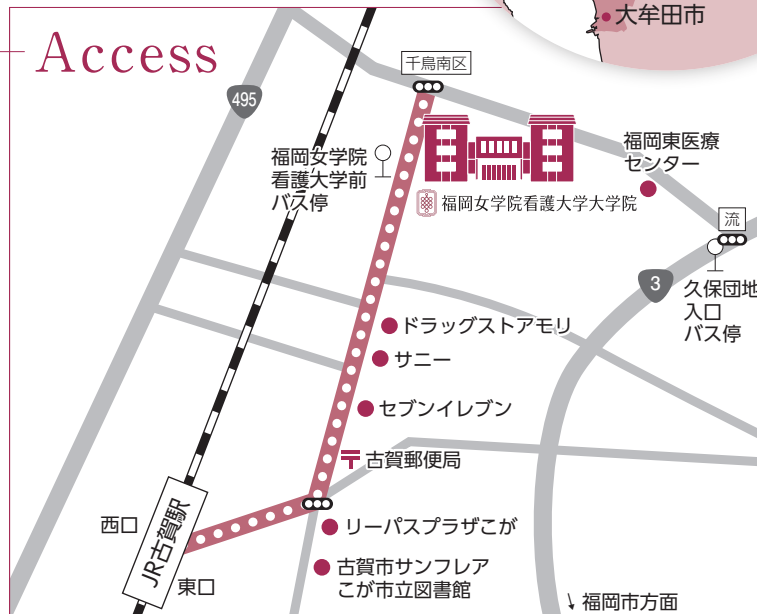 大牟田市
Access
千鳥南区
495
福岡女学院
看護大学前
バス停
福岡東医療
センター
福岡女学院看護大学大学院
流
3
久保団地
入口
バス停
ドラッグストアモリ
サニー
セブンイレブン
〒古賀郵便局
JR古賀駅
西口
東口
リーパスプラザこが
古賀市サンフレア
こが市立図書館
↓福岡市方面